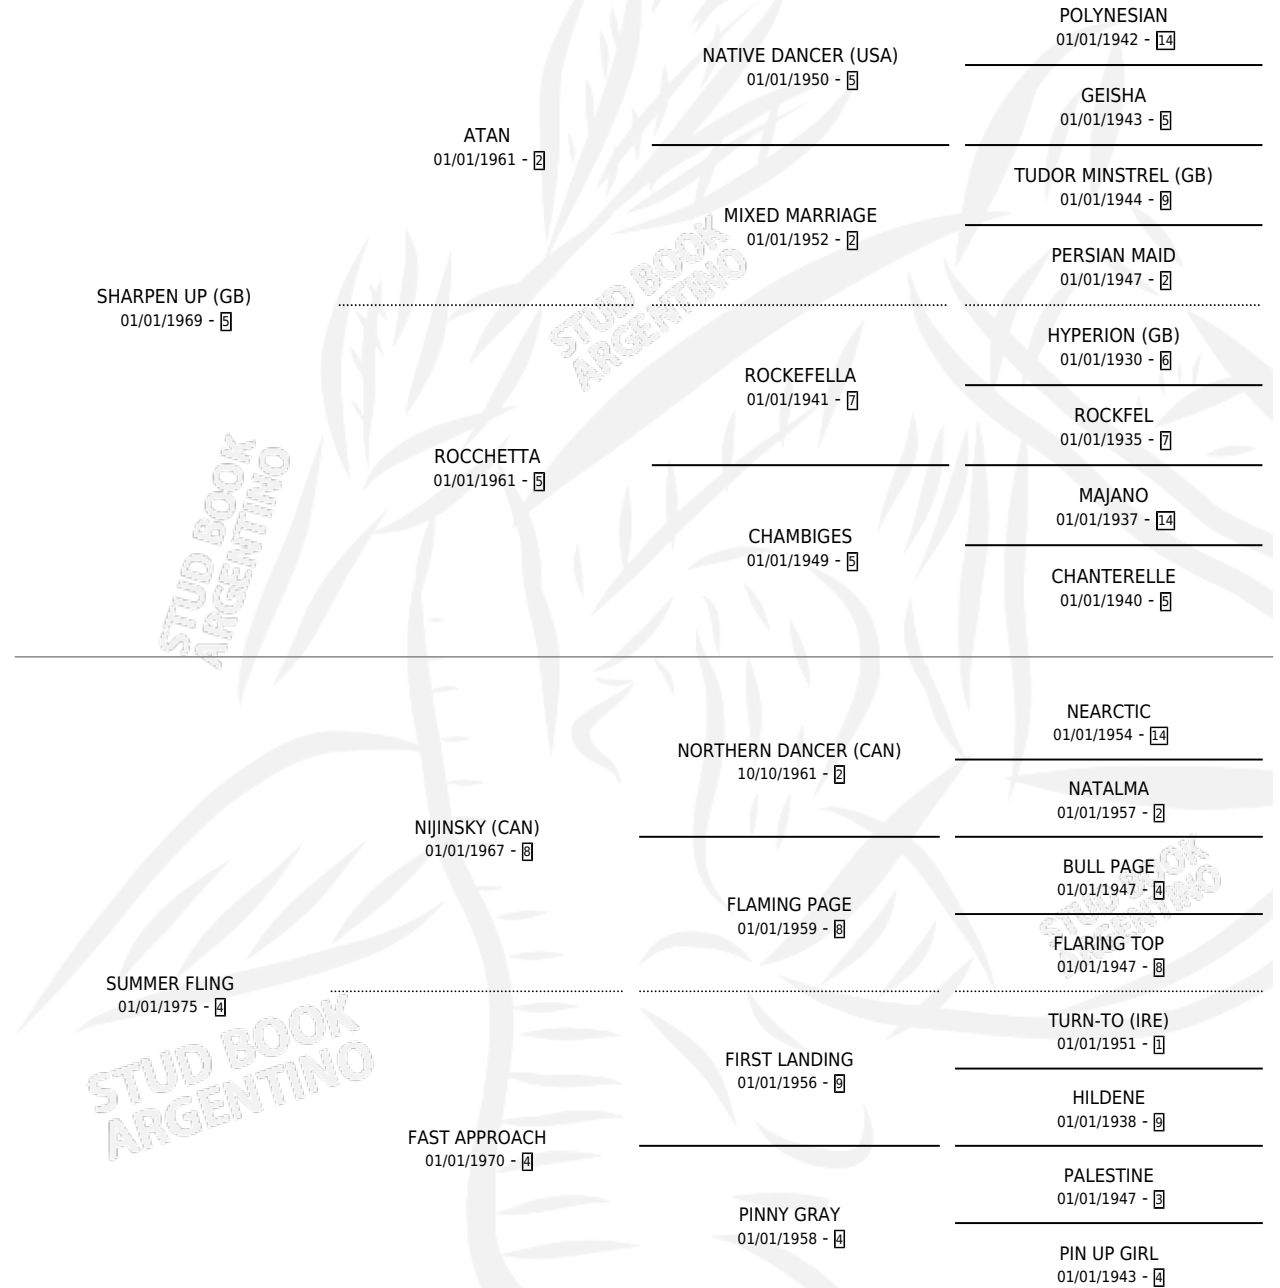 POLYNESIAN
01/01/1942 - 14
NATIVE DANCER (USA)
01/01/1950 - 5
GEISHA
01/01/1943 - 5
ATAN
01/01/1961 - 2
TUDOR MINSTREL (GB)
01/01/1944 - 9
MIXED MARRIAGE
01/01/1952 - 2
PERSIAN MAID
01/01/1947 - 2
SHARPEN UP (GB)
01/01/1969 - 5
HYPERION (GB)
01/01/1930 - 6
ROCKEFELLA
01/01/1941 - 7
ROCKFEL
01/01/1935 - 7
ROCCHETTA
01/01/1961 - 5
MAJANO
01/01/1937 - 14
CHAMBIGES
01/01/1949 - 5
CHANTERELLE
01/01/1940 - 5
STUD BOOK
ARGENTINO
STUD BOOK
ARGENTINO
NEARCTIC
01/01/1954 - 14
NORTHERN DANCER (CAN)
10/10/1961 - 2
NATALMA
01/01/1957 - 2
NIJINSKY (CAN)
01/01/1967 - 8
BULL PAGE
01/01/1947 - 4
FLAMING PAGE
01/01/1959 - 8
FLARING TOP
01/01/1947 - 8
SUMMER FLING
01/01/1975 - 4
TURN-TO (IRE)
01/01/1951 - 1
FIRST LANDING
01/01/1956 - 9
HILDENE
01/01/1938 - 9
FAST APPROACH
01/01/1970 - 4
PALESTINE
01/01/1947 - 3
PINNY GRAY
01/01/1958 - 4
PIN UP GIRL
01/01/1943 - 4
STUD BOOK
ARGENTINO
STUD BOOK
ARGENTINO